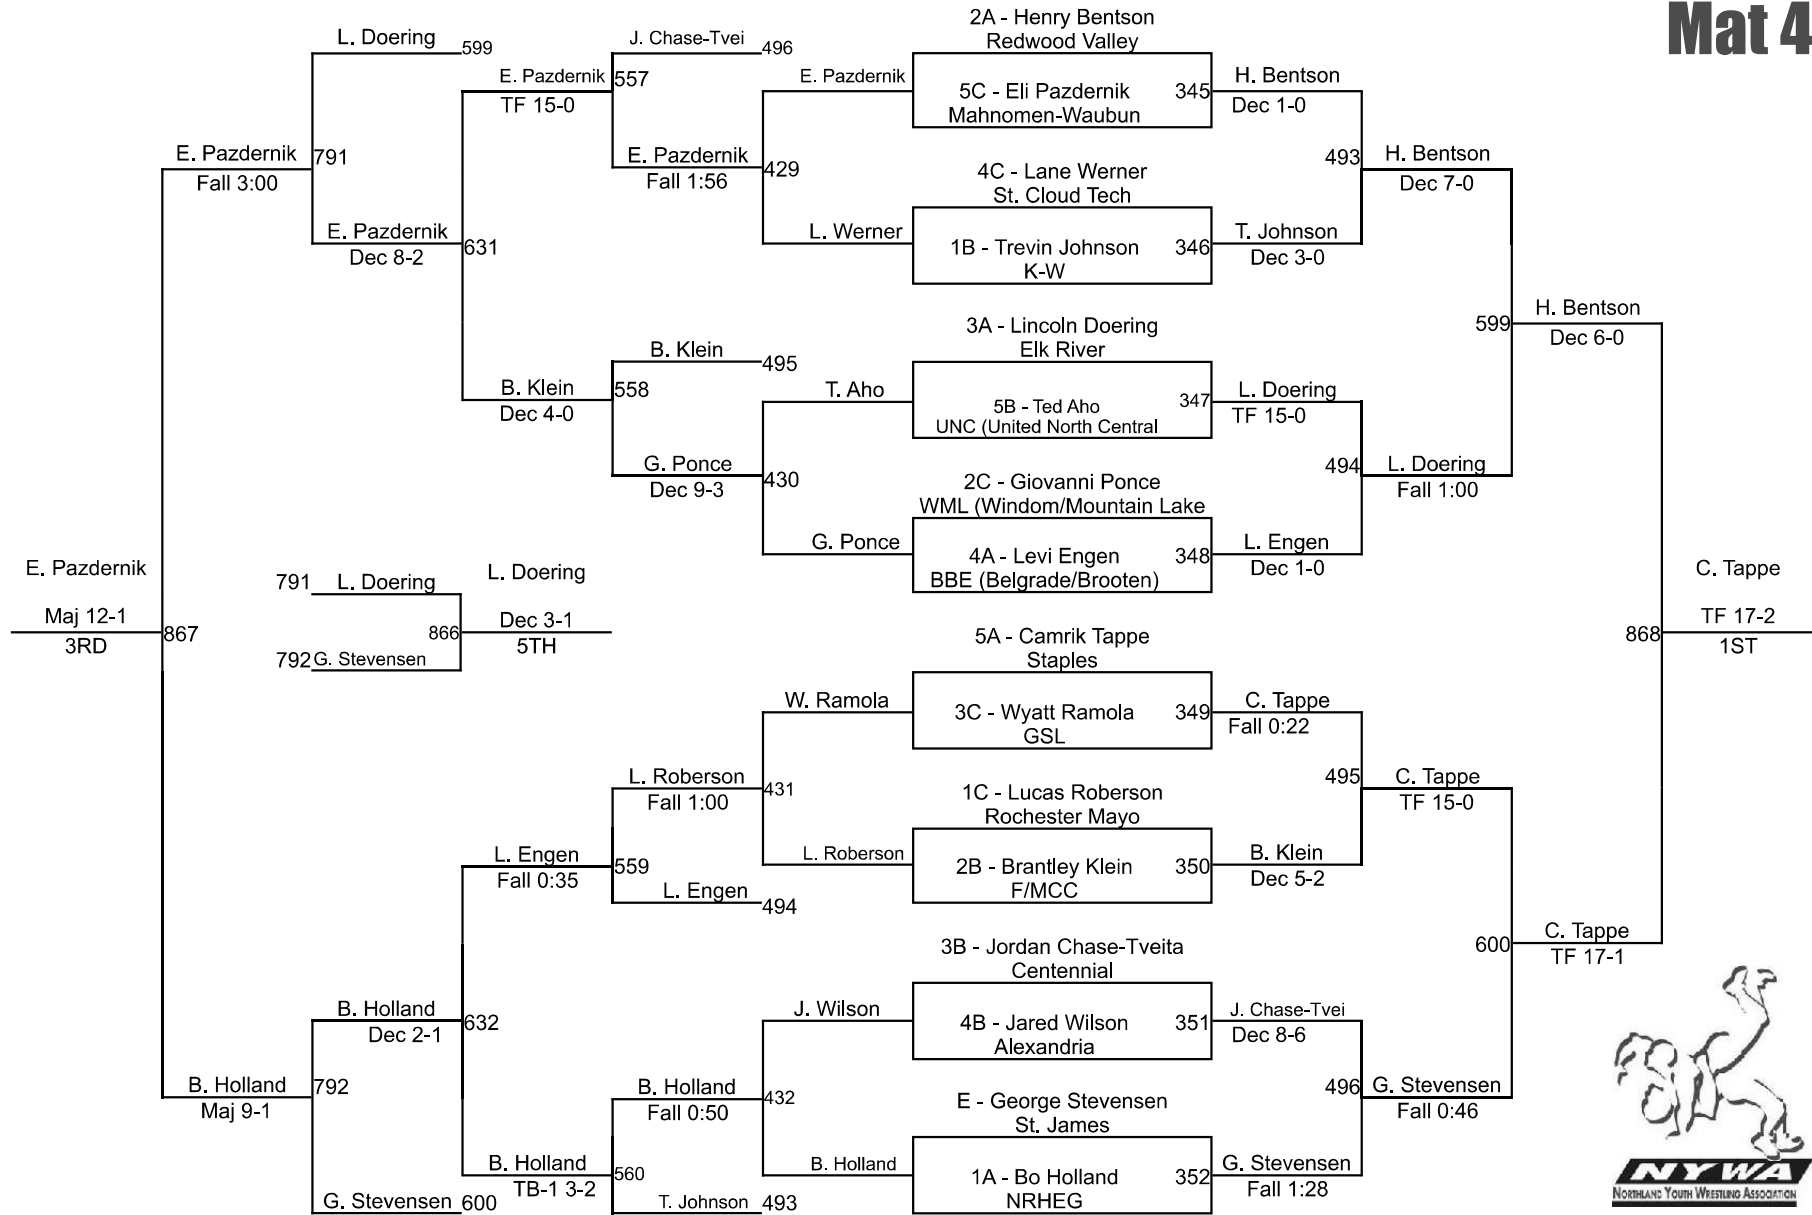 Mat 4
L. Doering 599
E. Pazdernik 557
TF 15-0
J. Chase-Tvei 496
E. Pazdernik 791
Fall 3:00
E. Pazdernik 429
Fall 1:56
E. Pazdernik
L. Werner
E. Pazdernik 631
Dec 8-2
B. Klein 495
B. Klein 558
Dec 4-0
T. Aho
G. Ponce 430
Dec 9-3
G. Ponce
E. Pazdernik
Maj 12-1
867
3RD
791 L. Doering
L. Doering
866 Dec 3-1
5TH
792 G. Stevensen
W. Ramola
L. Roberson 431
Fall 1:00
L. Roberson
L. Engen 559
Fall 0:35
L. Engen 494
B. Holland 632
Dec 2-1
J. Wilson
B. Holland 792
Maj 9-1
B. Holland 432
Fall 0:50
B. Holland
B. Holland 560
TB-1 3-2
T. Johnson 493
G. Stevensen 600
2A - Henry Bentson
Redwood Valley
5C - Eli Pazdernik 345
Mahnomen-Waubun
4C - Lane Werner
St. Cloud Tech
1B - Trevin Johnson 346
K-W
3A - Lincoln Doering
Elk River
5B - Ted Aho 347
UNC (United North Central
2C - Giovanni Ponce
WML (Windom/Mountain Lake
4A - Levi Engen 348
BBE (Belgrade/Brooten)
5A - Camrik Tappe
Staples
3C - Wyatt Ramola 349
GSL
1C - Lucas Roberson
Rochester Mayo
2B - Brantley Klein 350
F/MCC
3B - Jordan Chase-Tveita
Centennial
4B - Jared Wilson 351
Alexandria
E - George Stevensen
St. James
1A - Bo Holland 352
NRHEG
H. Bentson
Dec 1-0
493 H. Bentson
Dec 7-0
T. Johnson
Dec 3-0
599 H. Bentson
Dec 6-0
L. Doering
TF 15-0
494 L. Doering
Fall 1:00
L. Engen
Dec 1-0
C. Tappe
TF 17-2
868
1ST
C. Tappe
Fall 0:22
495 C. Tappe
TF 15-0
B. Klein
Dec 5-2
600 C. Tappe
TF 17-1
J. Chase-Tvei
Dec 8-6
496 G. Stevensen
Fall 0:46
G. Stevensen
Fall 1:28
NYWA
NORTHLAND YOUTH WRESTLING ASSOCIATION